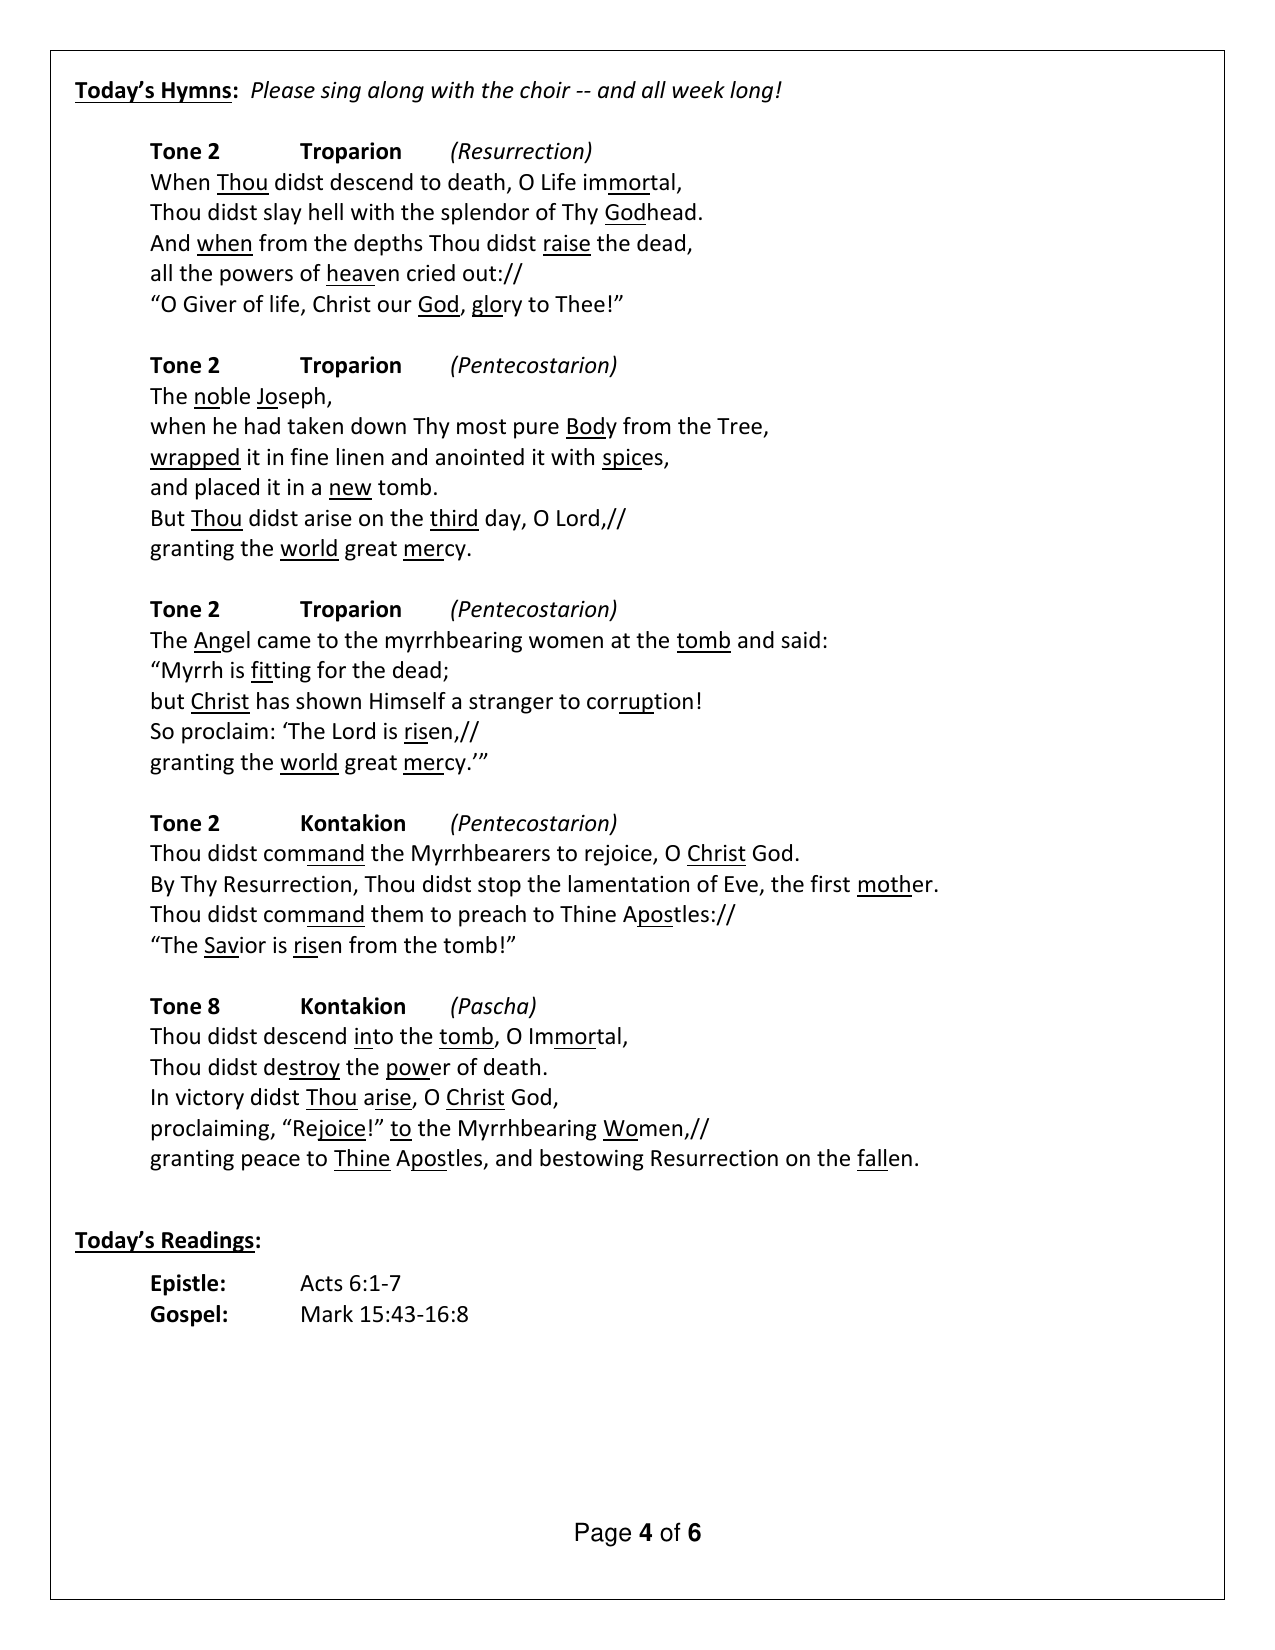 Today’s Hymns: Please sing along with the choir -- and all week long!
Tone 2 Troparion (Resurrection)
When Thou didst descend to death, O Life immortal,
Thou didst slay hell with the splendor of Thy Godhead.
And when from the depths Thou didst raise the dead,
all the powers of heaven cried out://
“O Giver of life, Christ our God, glory to Thee!”
Tone 2 Troparion (Pentecostarion)
The noble Joseph,
when he had taken down Thy most pure Body from the Tree,
wrapped it in fine linen and anointed it with spices,
and placed it in a new tomb.
But Thou didst arise on the third day, O Lord,//
granting the world great mercy.
Tone 2 Troparion (Pentecostarion)
The Angel came to the myrrhbearing women at the tomb and said:
“Myrrh is fitting for the dead;
but Christ has shown Himself a stranger to corruption!
So proclaim: ‘The Lord is risen,//
granting the world great mercy.’”
Tone 2 Kontakion (Pentecostarion)
Thou didst command the Myrrhbearers to rejoice, O Christ God.
By Thy Resurrection, Thou didst stop the lamentation of Eve, the first mother.
Thou didst command them to preach to Thine Apostles://
“The Savior is risen from the tomb!”
Tone 8 Kontakion (Pascha)
Thou didst descend into the tomb, O Immortal,
Thou didst destroy the power of death.
In victory didst Thou arise, O Christ God,
proclaiming, “Rejoice!” to the Myrrhbearing Women,//
granting peace to Thine Apostles, and bestowing Resurrection on the fallen.
Today’s Readings:
Epistle: Acts 6:1-7
Gospel: Mark 15:43-16:8
Page 4 of 6